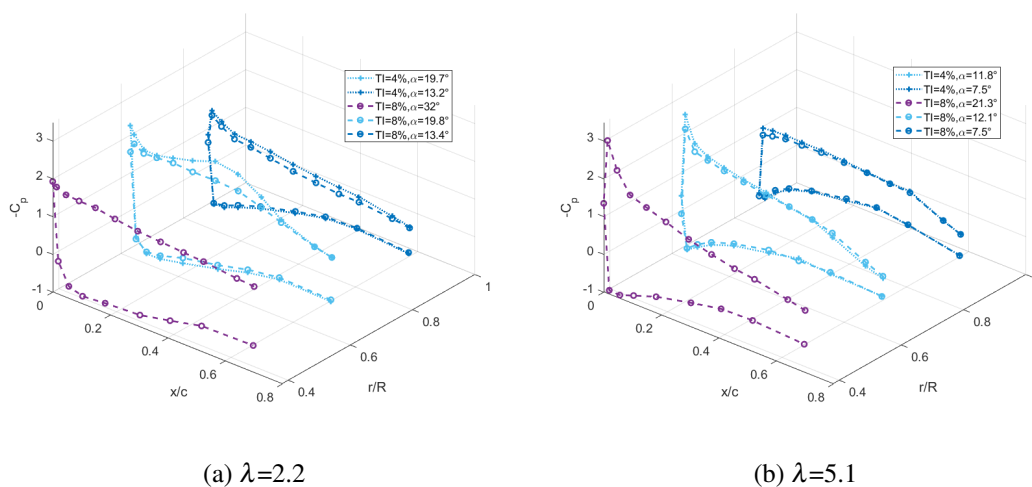 TI=4%,α=19.7°
TI=4%,α=13.2°
TI=8%,α=32°
TI=8%,α=19.8°
TI=8%,α=13.4°
3
2
1
0
-1
-Cp
0
0.2
0.4
0.6
0.8
x/c
0.4
0.6
0.8
1
r/R
(a) λ=2.2
TI=4%,α=11.8°
TI=4%,α=7.5°
TI=8%,α=21.3°
TI=8%,α=12.1°
TI=8%,α=7.5°
3
2
1
0
-1
-Cp
0
0.2
0.4
0.6
0.8
x/c
0.4
0.6
0.8
1
r/R
(b) λ=5.1